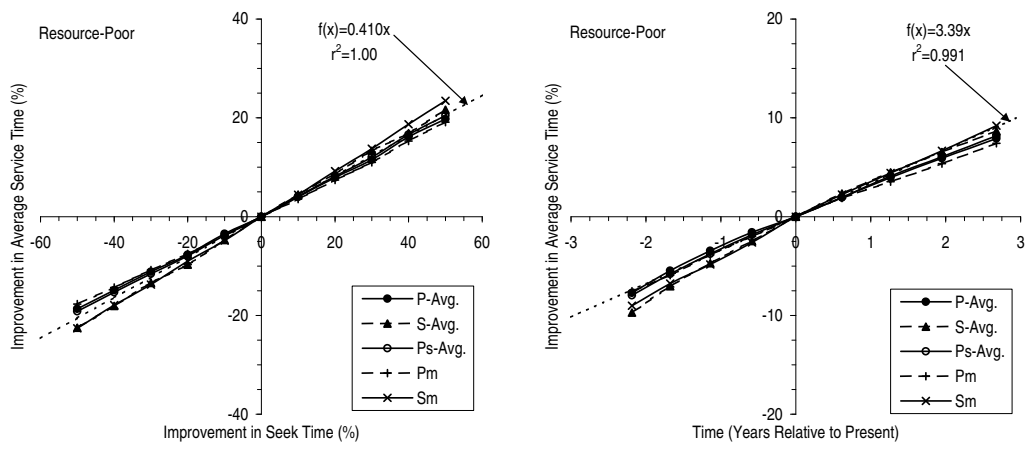 40
Resource-Poor
f(x)=0.410x
r²=1.00
20
0
-60
-40
-20
0
20
40
60
-20
-40
Improvement in Average Service Time (%)
P-Avg.
S-Avg.
Ps-Avg.
Pm
Sm
Improvement in Seek Time (%)
20
Resource-Poor
f(x)=3.39x
r²=0.991
10
0
-3
-2
-1
0
1
2
3
-10
-20
Improvement in Average Service Time (%)
P-Avg.
S-Avg.
Ps-Avg.
Pm
Sm
Time (Years Relative to Present)